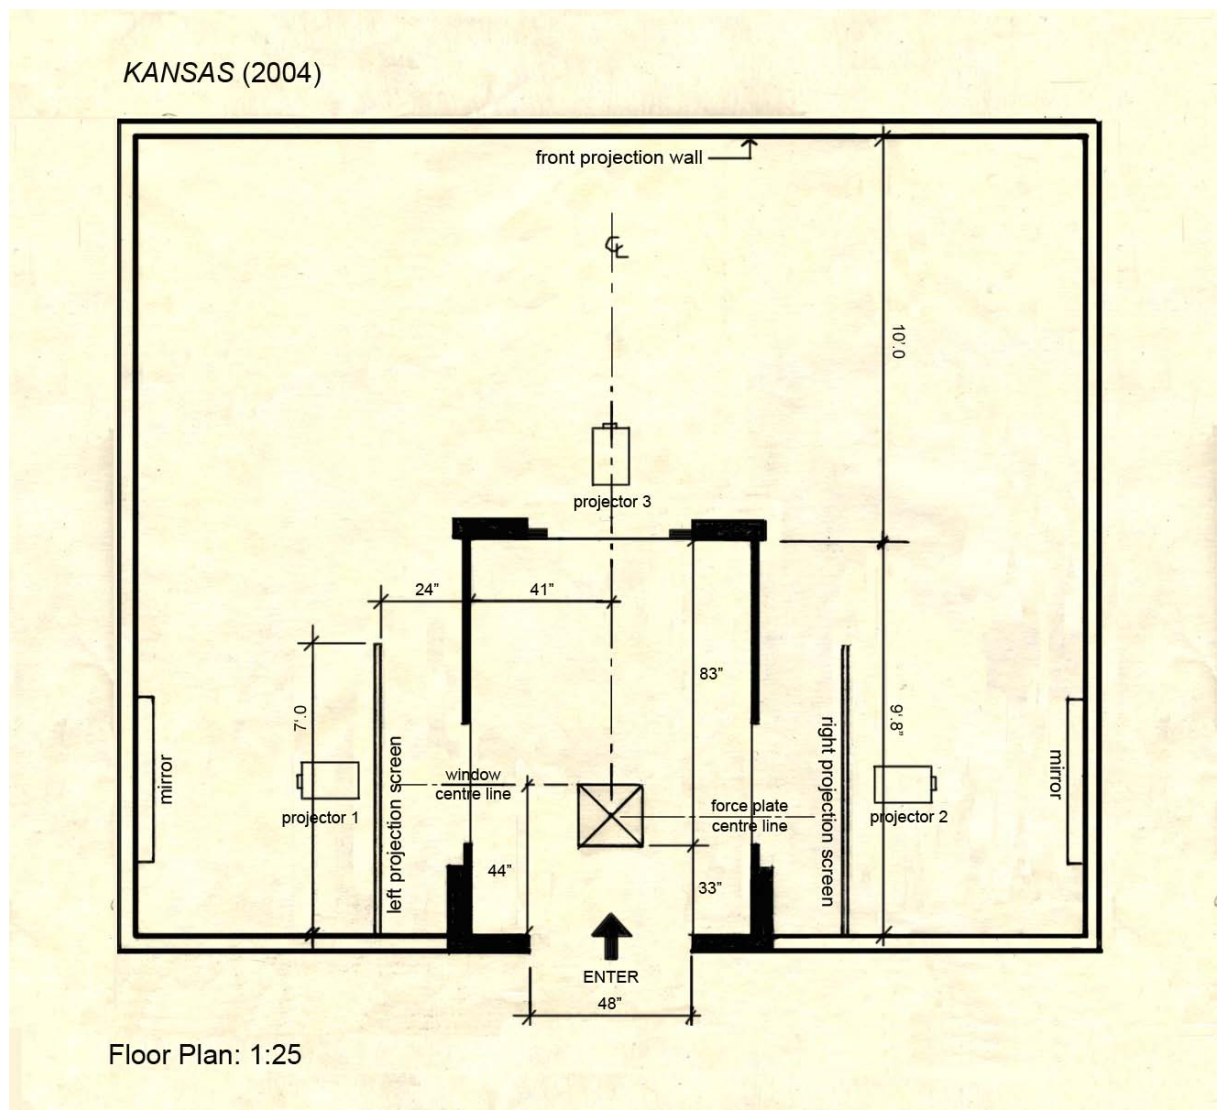 KANSAS (2004)
front projection wall
CL
10'.0
projector 3
24”
41”
83”
7'.0
9'.8”
mirror
left projection screen
window
centre line
right projection screen
mirror
projector 1
force plate
centre line
projector 2
44”
33”
ENTER
48”
Floor Plan: 1:25